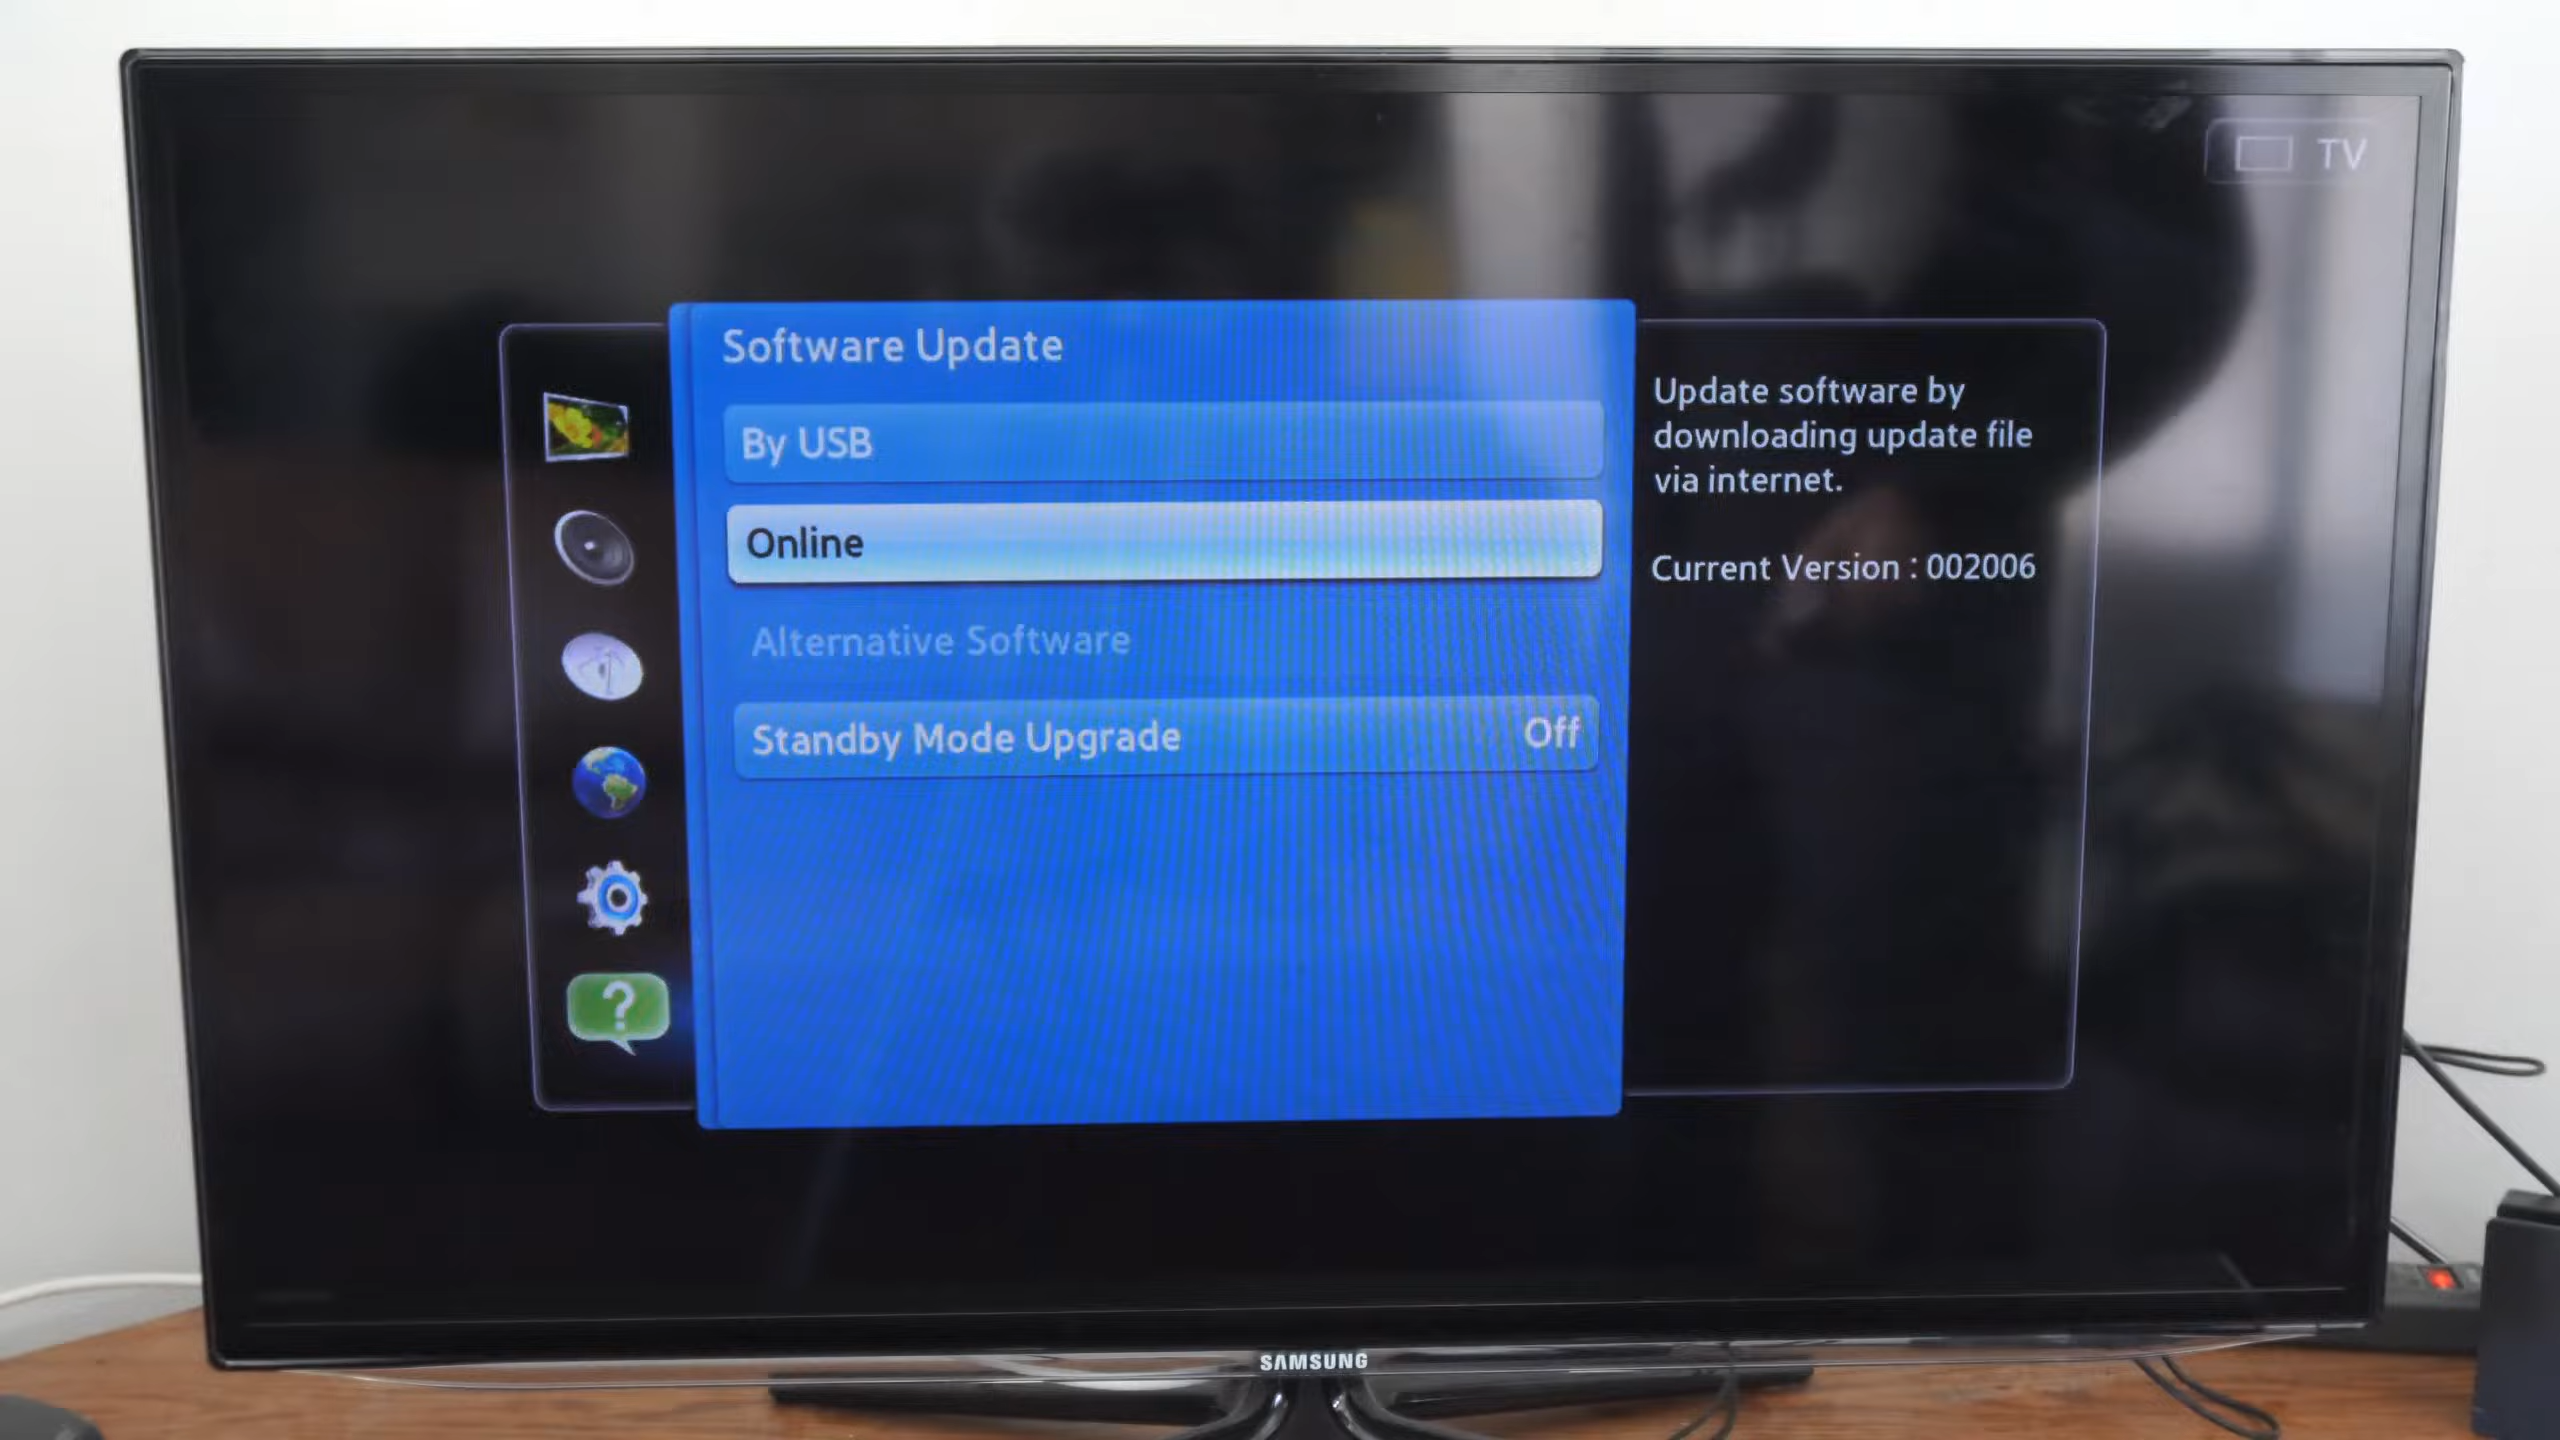 TV
Software Update
By USB
Online
Alternative Software
Standby Mode Upgrade Off
Update software by
downloading update file
via internet.
Current Version : 002006
?
SAMSUNG